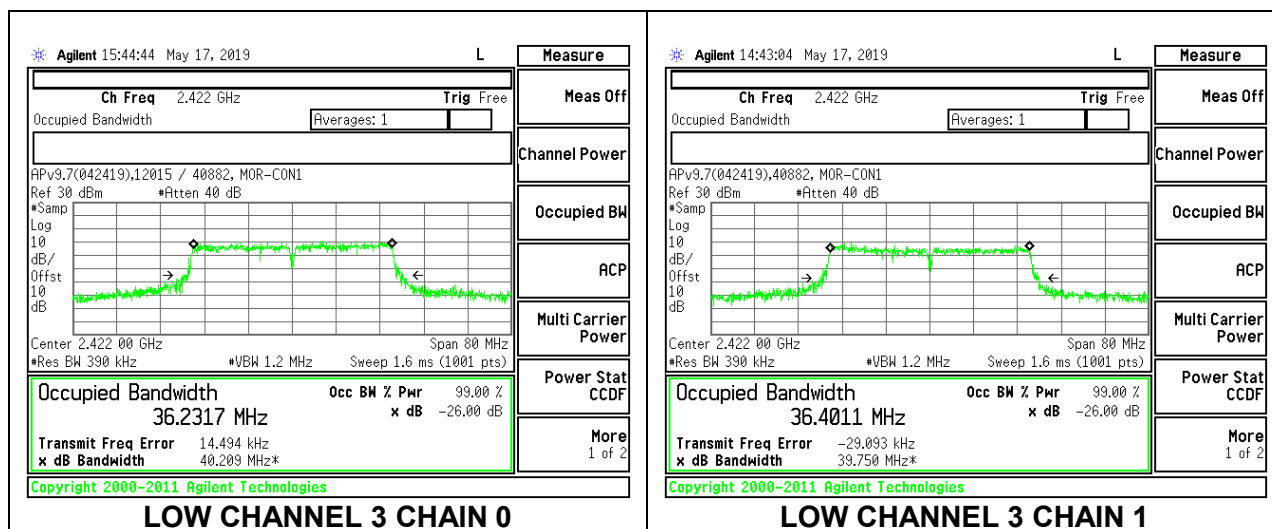 Agilent 15:44:44 May 17, 2019 L
Measure
Ch Freq 2.422 GHz Trig Free
Meas Off
Occupied Bandwidth Averages: 1
Channel Power
APv9.7(042419),12015 / 40882, MOR-CON1
Ref 30 dBm #Atten 40 dB
#Samp
Occupied BW
Log
10
dB/
ACP
Offst
10
dB
Multi Carrier
Power
Center 2.422 00 GHz Span 80 MHz
#Res BW 390 kHz #VBW 1.2 MHz Sweep 1.6 ms (1001 pts)
Power Stat
CCDF
Occupied Bandwidth Occ BW % Pwr 99.00 %
36.2317 MHz x dB -26.00 dB
More
1 of 2
Transmit Freq Error 14.494 kHz
x dB Bandwidth 40.209 MHz*
Copyright 2000-2011 Agilent Technologies
LOW CHANNEL 3 CHAIN 0
Agilent 14:43:04 May 17, 2019 L
Measure
Ch Freq 2.422 GHz Trig Free
Meas Off
Occupied Bandwidth Averages: 1
Channel Power
APv9.7(042419),40882, MOR-CON1
Ref 30 dBm #Atten 40 dB
#Samp
Occupied BW
Log
10
dB/
ACP
Offst
10
dB
Multi Carrier
Power
Center 2.422 00 GHz Span 80 MHz
#Res BW 390 kHz #VBW 1.2 MHz Sweep 1.6 ms (1001 pts)
Power Stat
CCDF
Occupied Bandwidth Occ BW % Pwr 99.00 %
36.4011 MHz x dB -26.00 dB
More
1 of 2
Transmit Freq Error -29.093 kHz
x dB Bandwidth 39.750 MHz*
Copyright 2000-2011 Agilent Technologies
LOW CHANNEL 3 CHAIN 1